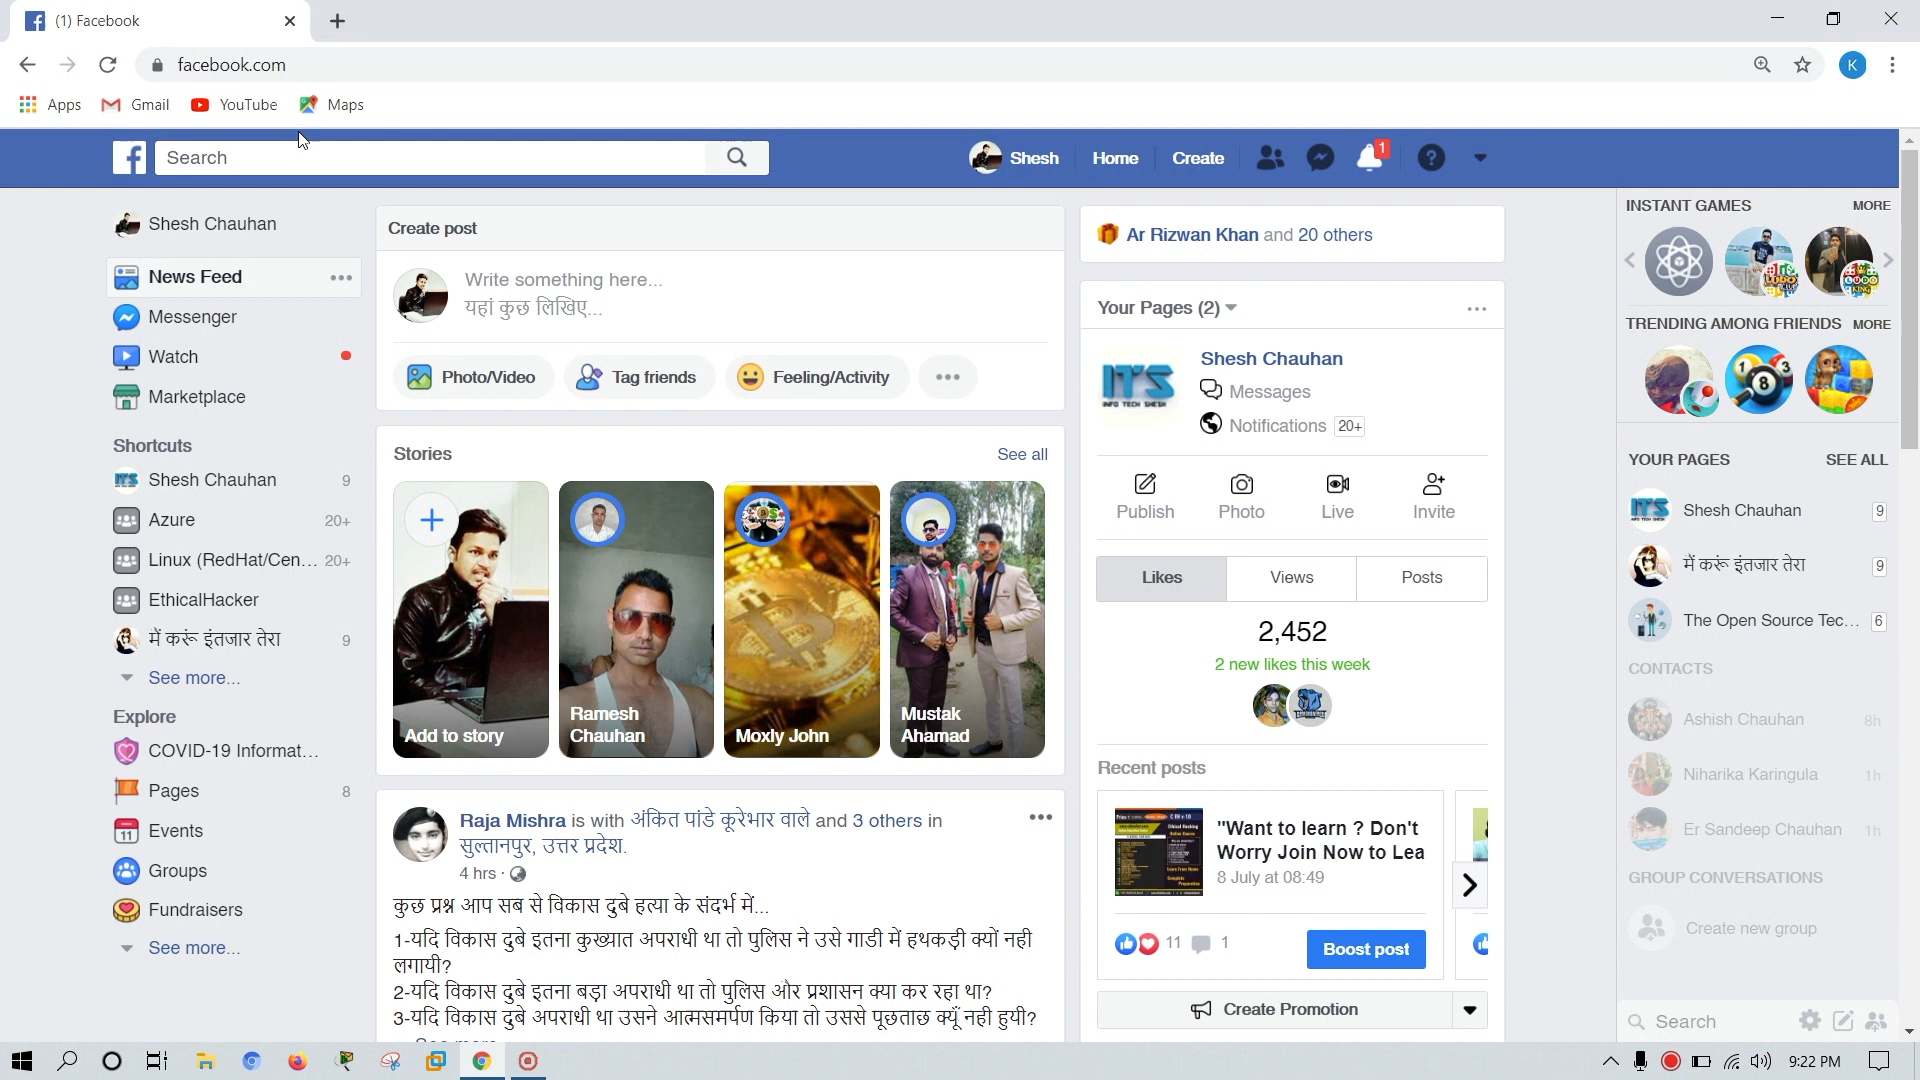 (1) Facebook
facebook.com
K
Apps
Gmail
YouTube
Maps
Search
Shesh
Home
Create
1
Shesh Chauhan
News Feed
Messenger
Watch
Marketplace
Shortcuts
Shesh Chauhan 9
Azure 20+
Linux (RedHat/Cen... 20+
EthicalHacker
मैं करूं इंतजार तेरा 9
See more...
Explore
COVID-19 Informat...
Pages 8
Events
Groups
Fundraisers
See more...
Create post
Write something here...
यहां कुछ लिखिए...
Photo/Video
Tag friends
Feeling/Activity
Stories
See all
Add to story
Ramesh
Chauhan
Moxly John
Mustak
Ahamad
Raja Mishra is with अंकित पांडे कूरेभार वाले and 3 others in
सुल्तानपुर, उत्तर प्रदेश.
4 hrs ·
कुछ प्रश्न आप सब से विकास दुबे हत्या के संदर्भ में...
1-यदि विकास दुबे इतना कुख्यात अपराधी था तो पुलिस ने उसे गाडी में हथकड़ी क्यों नही
लगायी?
2-यदि विकास दुबे इतना बड़ा अपराधी था तो पुलिस और प्रशासन क्या कर रहा था?
3-यदि विकास दुबे अपराधी था उसने आत्मसमर्पण किया तो उससे पूछताछ क्यूँ नही हुयी?
Ar Rizwan Khan and 20 others
Your Pages (2)
IT'S
INFO TECH SHESH
Shesh Chauhan
Messages
Notifications 20+
Publish
Photo
Live
Invite
Likes
Views
Posts
2,452
2 new likes this week
Recent posts
"Want to learn ? Don't
Worry Join Now to Lea
8 July at 08:49
11
1
Boost post
Create Promotion
INSTANT GAMES
MORE
TRENDING AMONG FRIENDS
MORE
YOUR PAGES
SEE ALL
Shesh Chauhan 9
मैं करूं इंतजार तेरा 9
The Open Source Tec... 6
CONTACTS
Ashish Chauhan 8h
Niharika Karingula 1h
Er Sandeep Chauhan 1h
GROUP CONVERSATIONS
Create new group
Search
9:22 PM